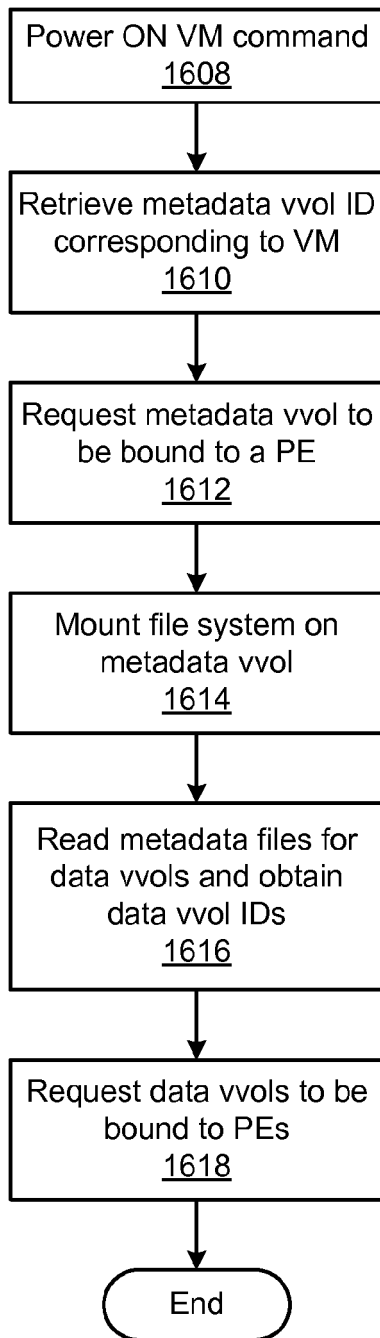 Power ON VM command
1608
Retrieve metadata vvol ID
corresponding to VM
1610
Request metadata vvol to
be bound to a PE
1612
Mount file system on
metadata vvol
1614
Read metadata files for
data vvols and obtain
data vvol IDs
1616
Request data vvols to be
bound to PEs
1618
End